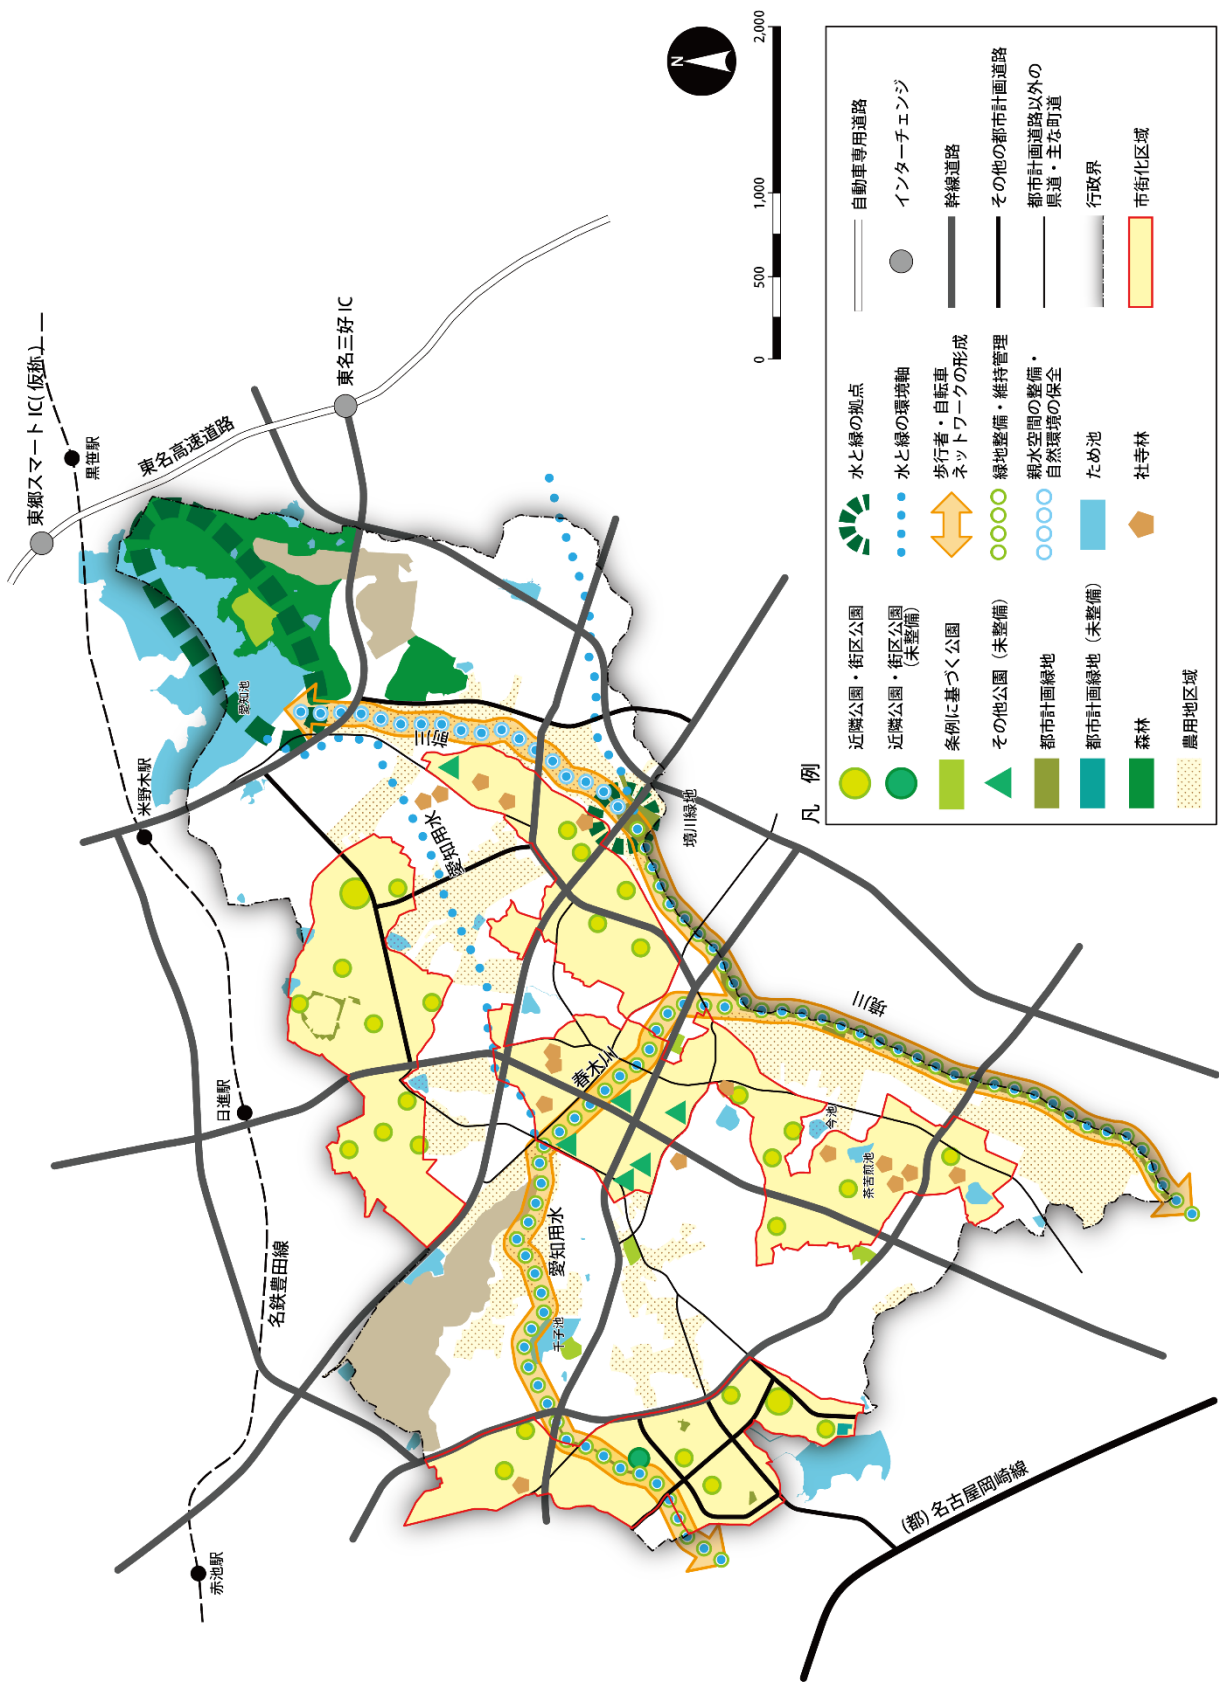 東郷スマートIC(仮称)
黒笹駅
東名高速道路
東名三好IC
米野木駅
愛知池
前川
愛知用水
境川緑地
日進駅
名鉄豊田線
春木川
境川
今池
茶苦煎池
愛知用水
千子池
赤池駅
(都)名古屋岡崎線
N
0
500
1,000
2,000
凡 例
近隣公園・街区公園
近隣公園・街区公園
(未整備)
条例に基づく公園
その他公園(未整備)
都市計画緑地
都市計画緑地(未整備)
森林
農用地区域
水と緑の拠点
水と緑の環境軸
歩行者・自転車
ネットワークの形成
緑地整備・維持管理
親水空間の整備・
自然環境の保全
ため池
社寺林
自動車専用道路
インターチェンジ
幹線道路
その他の都市計画道路
都市計画道路以外の
県道・主な町道
行政界
市街化区域